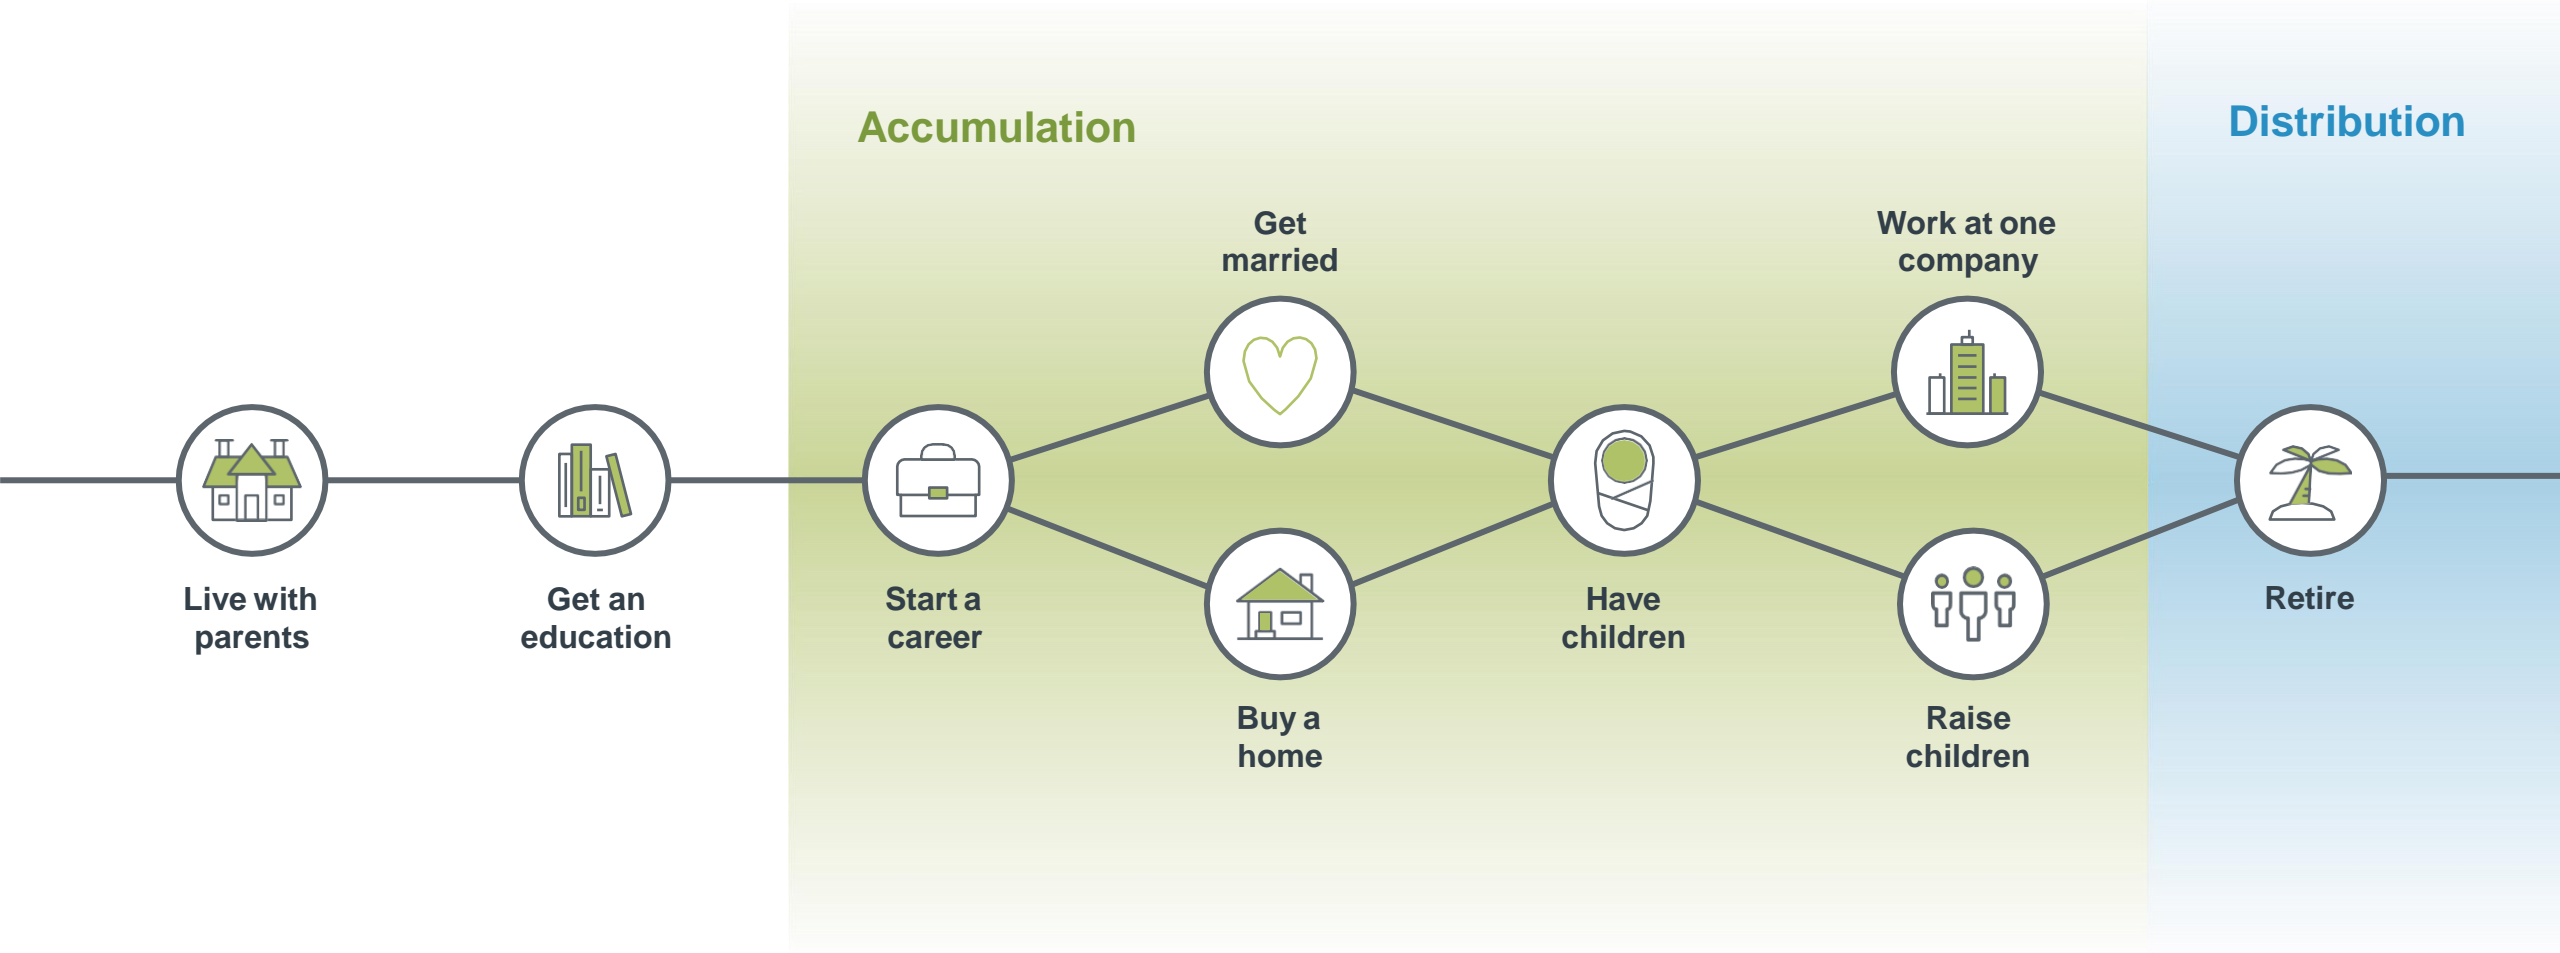 Accumulation
Distribution
Live with
parents
Get an
education
Start a
career
Get
married
Buy a
home
Have
children
Work at one
company
Raise
children
Retire